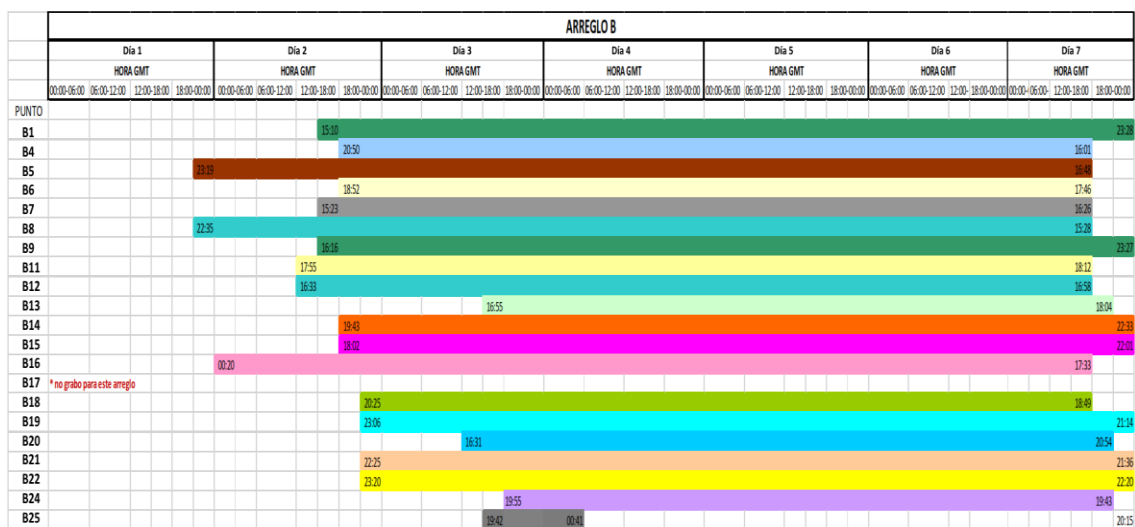 ARREGLO B
Día 1 Día 2 Día 3 Día 4 Día 5 Día 6 Día 7
HORA GMT HORA GMT HORA GMT HORA GMT HORA GMT HORA GMT HORA GMT
00:00-06:00 06:00-12:00 12:00-18:00 18:00-00:00 00:00-06:00 06:00-12:00 12:00-18:00 18:00-00:00 00:00-06:00 06:00-12:00 12:00-18:00 18:00-00:00 00:00-06:00 06:00-12:00 12:00-18:00 18:00-00:00 00:00-06:00 06:00-12:00 12:00-18:00 18:00-00:00 00:00-06:00 06:00-12:00 12:00- 18:00-00:00 00:00- 06:00- 12:00-18:00 18:00-00:00
PUNTO
B1 15:10 23:28
B4 20:50 16:01
B5 23:19 16:48
B6 18:52 17:46
B7 15:23 16:26
B8 22:35 15:28
B9 16:16 23:27
B11 17:55 18:12
B12 16:33 16:58
B13 16:55 18:04
B14 19:43 22:33
B15 18:02 22:01
B16 00:20 17:33
B17 * no grabo para este arreglo
B18 20:25 18:49
B19 23:06 21:14
B20 16:31 20:54
B21 22:25 21:36
B22 23:20 22:20
B24 19:55 19:43
B25 19:42 00:41 20:15